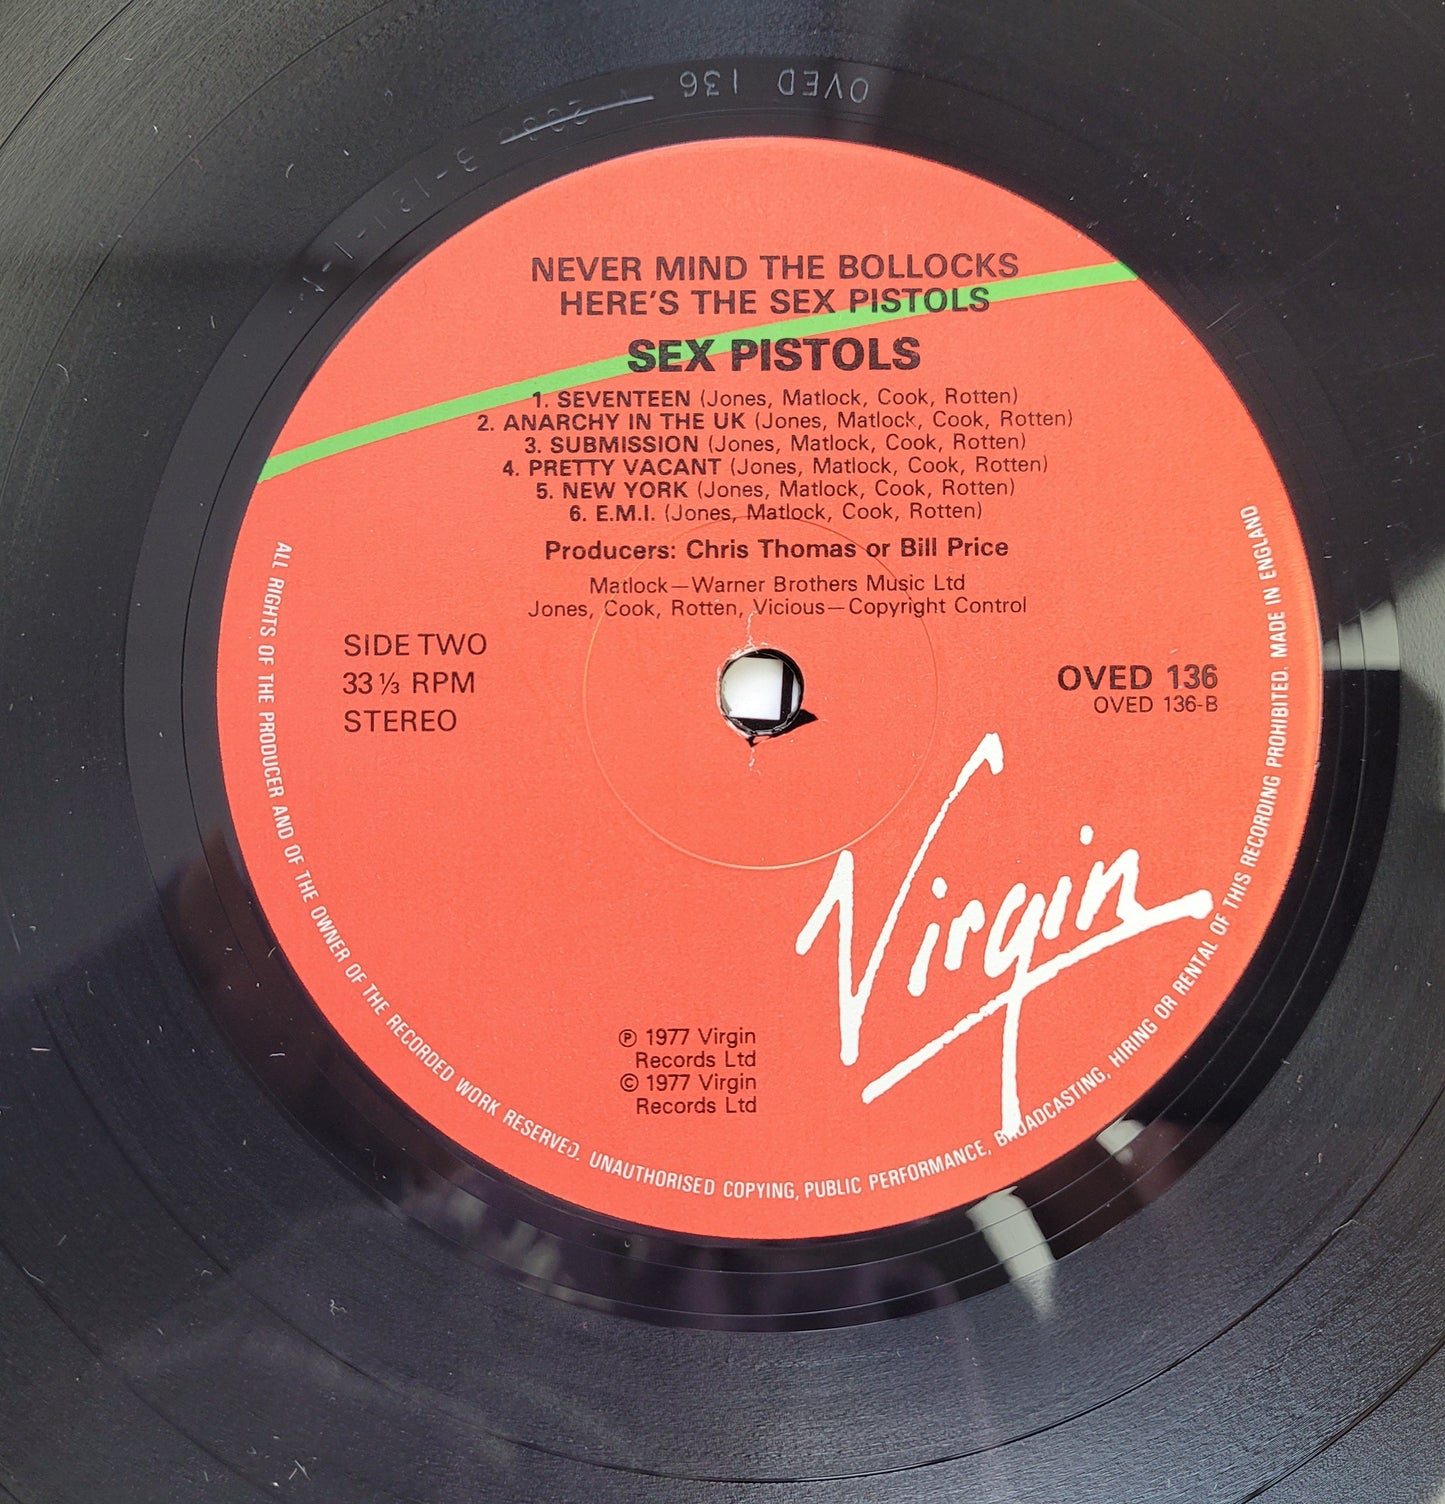 OVED 136
NEVER MIND THE BOLLOCKS
HERE'S THE SEX PISTOLS
SEX PISTOLS
1. SEVENTEEN (Jones, Matlock, Cook, Rotten)
2. ANARCHY IN THE UK (Jones, Matlock, Cook, Rotten)
3. SUBMISSION (Jones, Matlock, Cook, Rotten)
4. PRETTY VACANT (Jones, Matlock, Cook, Rotten)
5. NEW YORK (Jones, Matlock, Cook, Rotten)
6. E.M.I. (Jones, Matlock, Cook, Rotten)
Producers: Chris Thomas or Bill Price
Matlock—Warner Brothers Music Ltd
Jones, Cook, Rotten, Vicious—Copyright Control
SIDE TWO
33⅓ RPM
STEREO
OVED 136
OVED 136-B
Virgin
℗ 1977 Virgin
Records Ltd
© 1977 Virgin
Records Ltd
ALL RIGHTS OF THE PRODUCER AND OF THE OWNER OF THE RECORDED WORK RESERVED. UNAUTHORISED COPYING, PUBLIC PERFORMANCE, BROADCASTING, HIRING OR RENTAL OF THIS RECORDING PROHIBITED. MADE IN ENGLAND